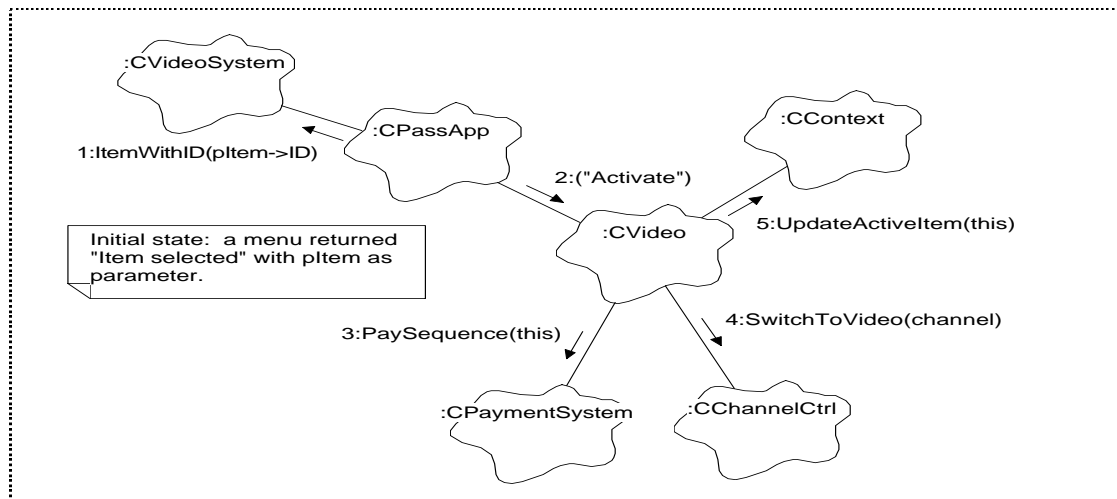 :CVideoSystem
:CContext
:CPassApp
1:ItemWithID(pItem->ID)
2:("Activate")
:CVideo
5:UpdateActiveItem(this)
Initial state:  a menu returned
"Item selected" with pItem as
parameter.
3:PaySequence(this)
4:SwitchToVideo(channel)
:CPaymentSystem
:CChannelCtrl